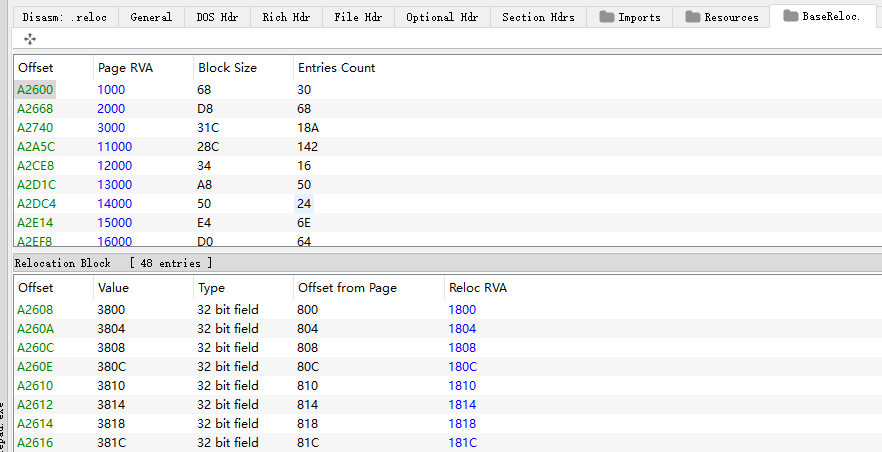 Disasm: .reloc General DOS Hdr Rich Hdr File Hdr Optional Hdr Section Hdrs Imports Resources BaseReloc.
Offset Page RVA Block Size Entries Count
A2600 1000 68 30
A2668 2000 D8 68
A2740 3000 31C 18A
A2A5C 11000 28C 142
A2CE8 12000 34 16
A2D1C 13000 A8 50
A2DC4 14000 50 24
A2E14 15000 E4 6E
A2EF8 16000 D0 64
Relocation Block [ 48 entries ]
Offset Value Type Offset from Page Reloc RVA
A2608 3800 32 bit field 800 1800
A260A 3804 32 bit field 804 1804
A260C 3808 32 bit field 808 1808
A260E 380C 32 bit field 80C 180C
A2610 3810 32 bit field 810 1810
A2612 3814 32 bit field 814 1814
A2614 3818 32 bit field 818 1818
A2616 381C 32 bit field 81C 181C